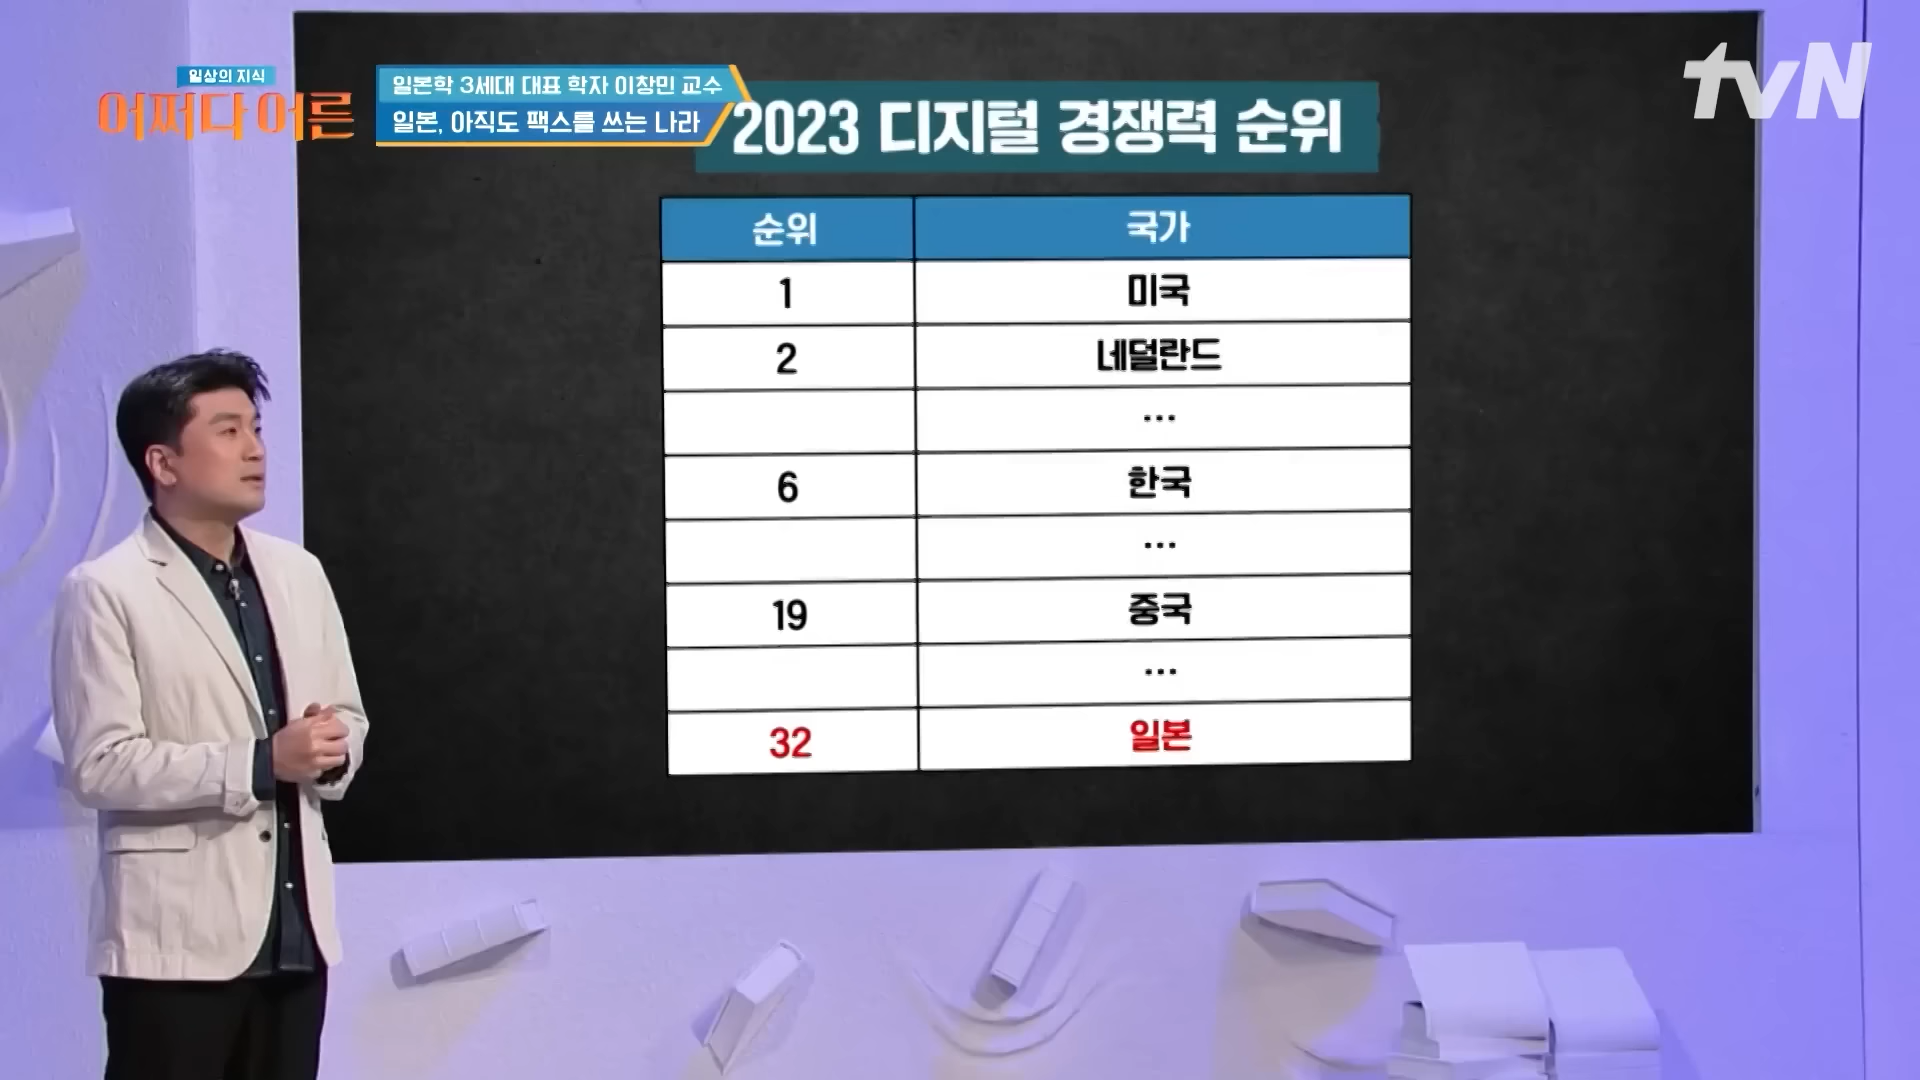 일상의 지식
어쩌다 어른
일본학 3세대 대표 학자 이창민 교수
일본, 아직도 팩스를 쓰는 나라
tvN
2023 디지털 경쟁력 순위
순위 국가
1 미국
2 네덜란드
...
6 한국
...
19 중국
...
32 일본